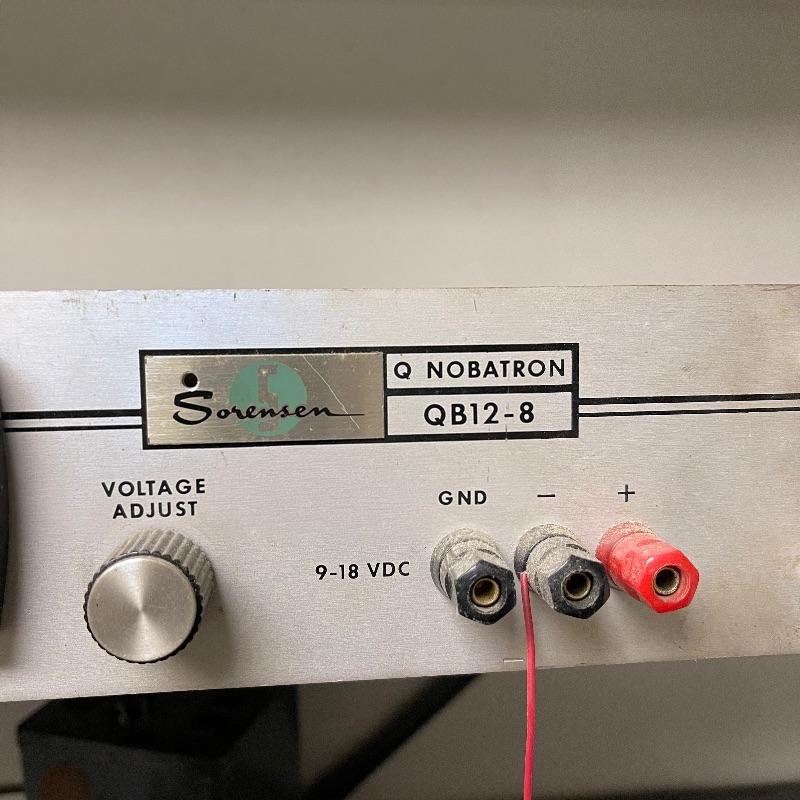 Sorensen
Q NOBATRON
QB12-8
VOLTAGE
ADJUST
GND - +
9-18 VDC